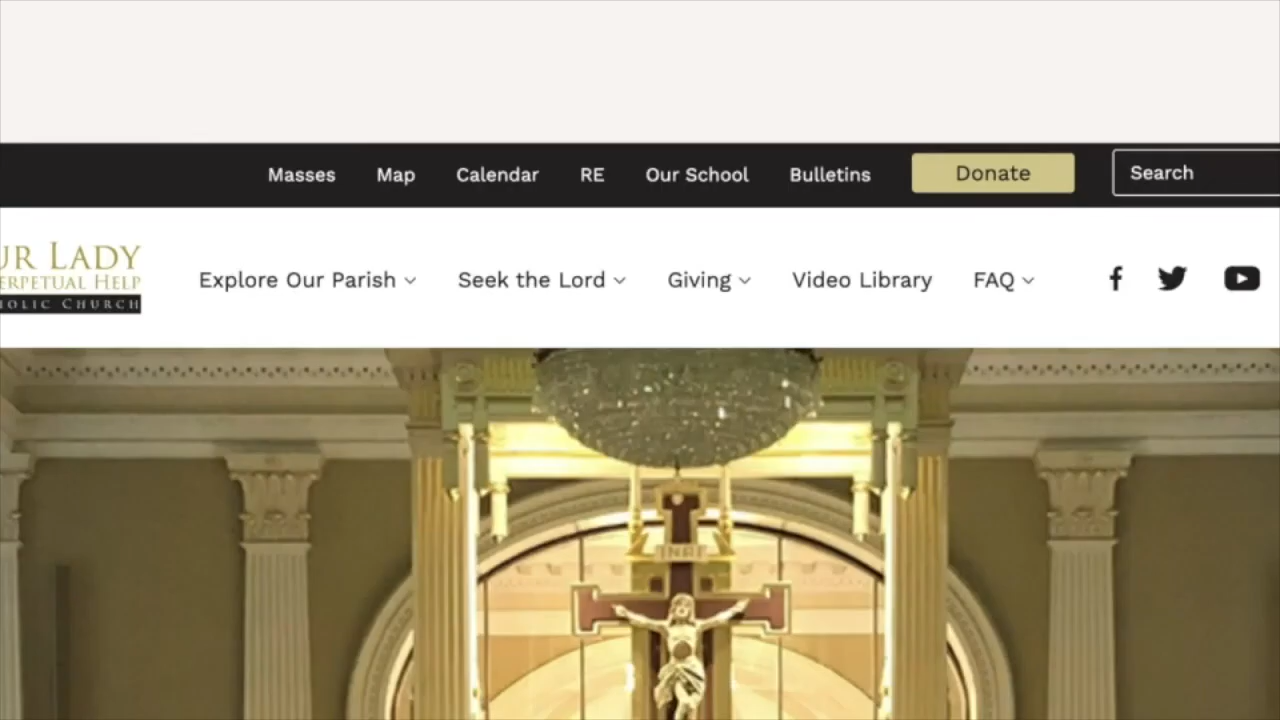 Masses Map Calendar RE Our School Bulletins Donate Search
UR LADY
ERPETUAL HELP
HOLIC CHURCH
Explore Our Parish Seek the Lord Giving Video Library FAQ
INRI